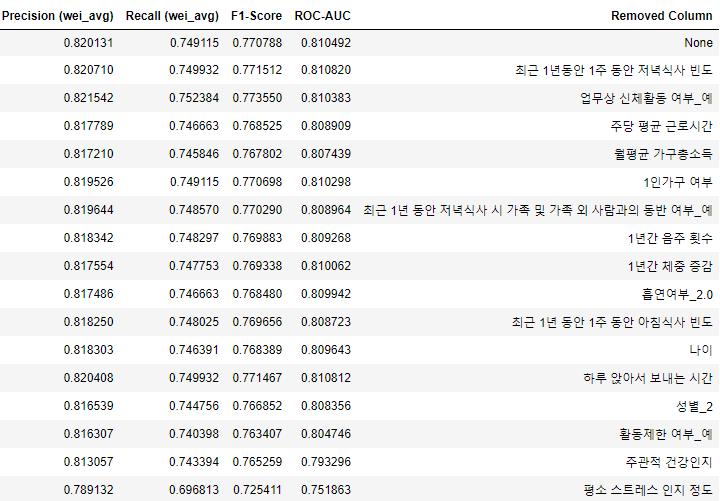 Precision (wei_avg) Recall (wei_avg) F1-Score ROC-AUC Removed Column
0.820131 0.749115 0.770788 0.810492 None
0.820710 0.749932 0.771512 0.810820 최근 1년동안 1주 동안 저녁식사 빈도
0.821542 0.752384 0.773550 0.810383 업무상 신체활동 여부_예
0.817789 0.746663 0.768525 0.808909 주당 평균 근로시간
0.817210 0.745846 0.767802 0.807439 월평균 가구총소득
0.819526 0.749115 0.770698 0.810298 1인가구 여부
0.819644 0.748570 0.770290 0.808964 최근 1년 동안 저녁식사 시 가족 및 가족 외 사람과의 동반 여부_예
0.818342 0.748297 0.769883 0.809268 1년간 음주 횟수
0.817554 0.747753 0.769338 0.810062 1년간 체중 증감
0.817486 0.746663 0.768480 0.809942 흡연여부_2.0
0.818250 0.748025 0.769656 0.808723 최근 1년 동안 1주 동안 아침식사 빈도
0.818303 0.746391 0.768389 0.809643 나이
0.820408 0.749932 0.771467 0.810812 하루 앉아서 보내는 시간
0.816539 0.744756 0.766852 0.808356 성별_2
0.816307 0.740398 0.763407 0.804746 활동제한 여부_예
0.813057 0.743394 0.765259 0.793296 주관적 건강인지
0.789132 0.696813 0.725411 0.751863 평소 스트레스 인지 정도